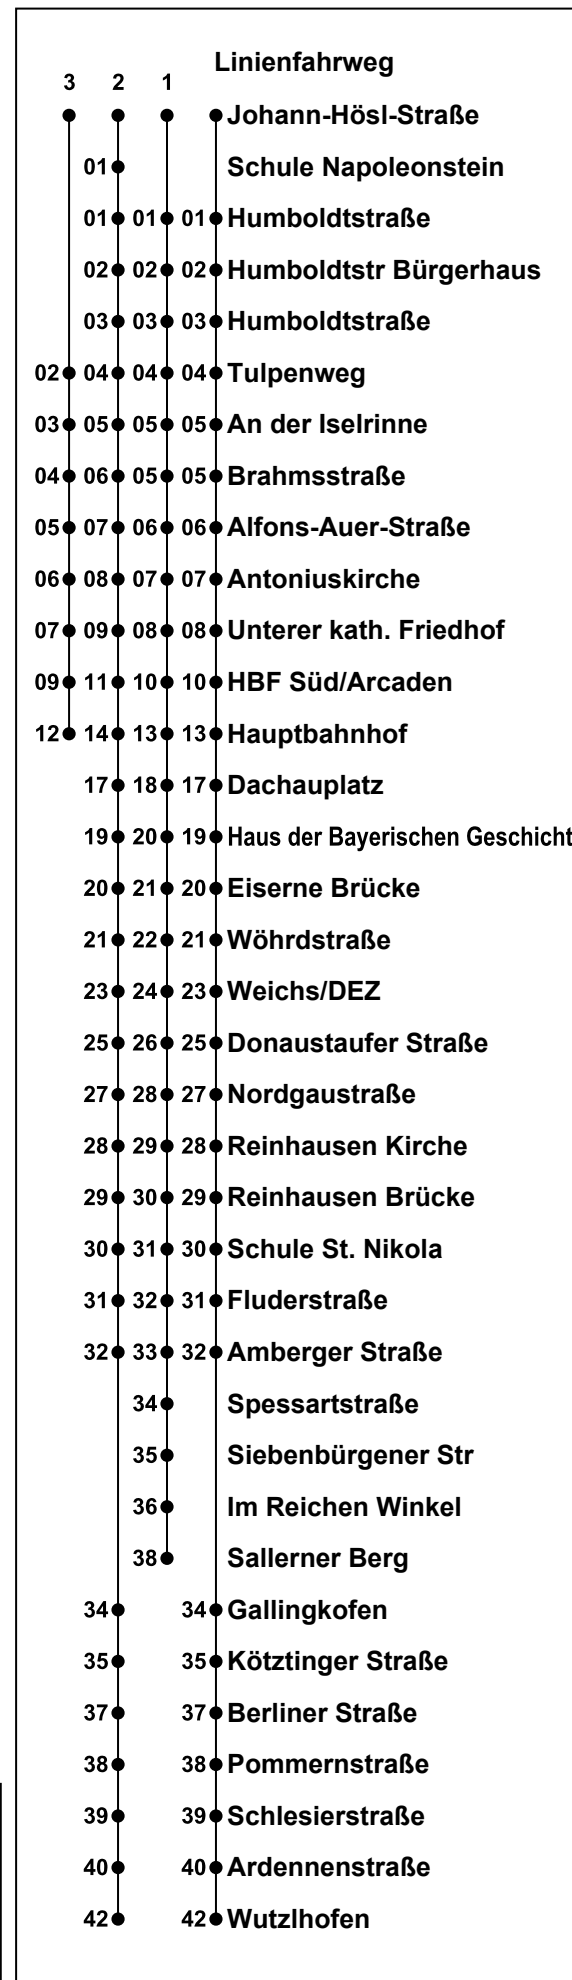 Linienfahrweg
3 2 1
Johann-Hösl-Straße
01 Schule Napoleonstein
01 01 01 Humboldtstraße
02 02 02 Humboldtstr Bürgerhaus
03 03 03 Humboldtstraße
02 04 04 04 Tulpenweg
03 05 05 05 An der Iselrinne
04 06 05 05 Brahmsstraße
05 07 06 06 Alfons-Auer-Straße
06 08 07 07 Antoniuskirche
07 09 08 08 Unterer kath. Friedhof
09 11 10 10 HBF Süd/Arcaden
12 14 13 13 Hauptbahnhof
17 18 17 Dachauplatz
19 20 19 Haus der Bayerischen Geschicht
20 21 20 Eiserne Brücke
21 22 21 Wöhrdstraße
23 24 23 Weichs/DEZ
25 26 25 Donaustaufer Straße
27 28 27 Nordgaustraße
28 29 28 Reinhausen Kirche
29 30 29 Reinhausen Brücke
30 31 30 Schule St. Nikola
31 32 31 Fluderstraße
32 33 32 Amberger Straße
34 Spessartstraße
35 Siebenbürgener Str
36 Im Reichen Winkel
38 Sallerner Berg
34 34 Gallingkofen
35 35 Kötztinger Straße
37 37 Berliner Straße
38 38 Pommernstraße
39 39 Schlesierstraße
40 40 Ardennenstraße
42 42 Wutzlhofen